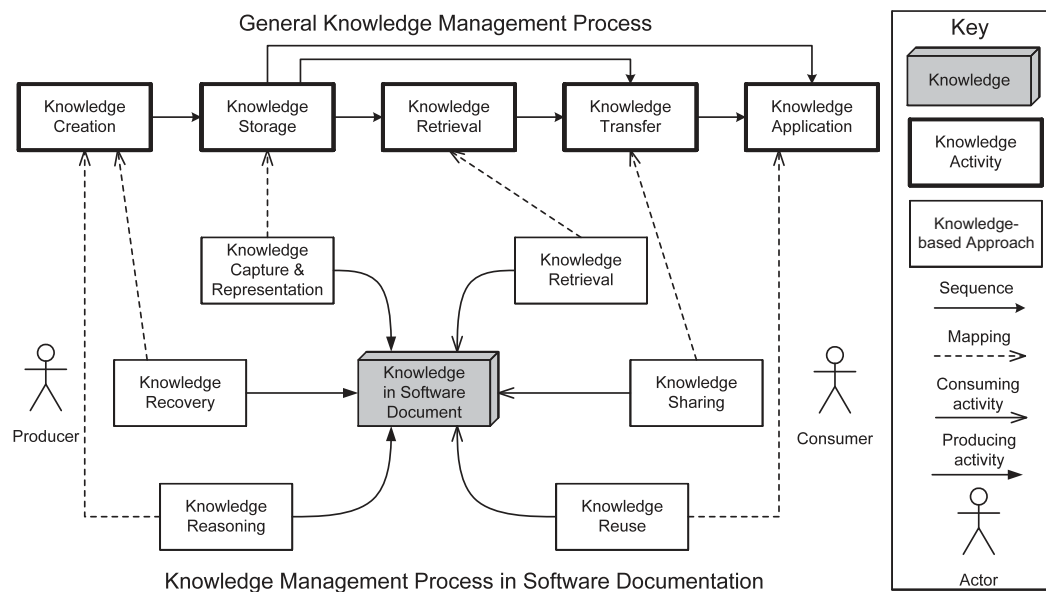 General Knowledge Management Process
Knowledge
Creation
Knowledge
Storage
Knowledge
Retrieval
Knowledge
Transfer
Knowledge
Application
Knowledge
Capture &
Representation
Knowledge
Retrieval
Knowledge
Recovery
Knowledge
in Software
Document
Knowledge
Sharing
Producer
Consumer
Knowledge
Reasoning
Knowledge
Reuse
Knowledge Management Process in Software Documentation
Key
Knowledge
Knowledge
Activity
Knowledge-
based Approach
Sequence
Mapping
Consuming
activity
Producing
activity
Actor